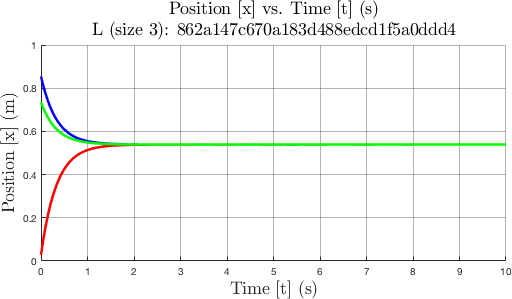 Position [x] vs. Time [t] (s)
L (size 3): 862a147c670a183d488edcd1f5a0ddd4
Position [x] (m)
1
0.8
0.6
0.4
0.2
0
0 1 2 3 4 5 6 7 8 9 10
Time [t] (s)